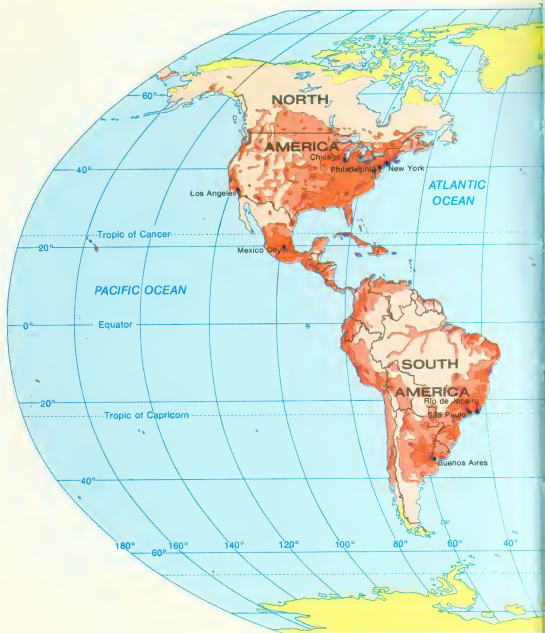 60°
NORTH
AMERICA
Chicago
Philadelphia
New York
40°
ATLANTIC
OCEAN
Los Angeles
Tropic of Cancer
20°
Mexico City
PACIFIC OCEAN
0°
Equator
SOUTH
AMERICA
Rio de Janeiro
20°
Tropic of Capricorn
São Paulo
Buenos Aires
40°
180°
60°
160°
140°
120°
100°
80°
60°
40°